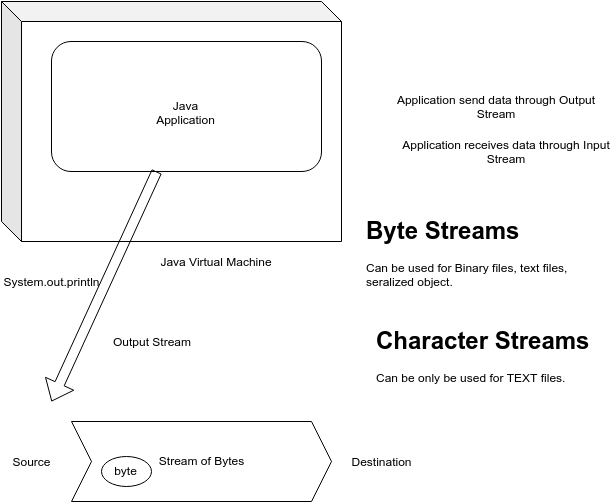 Java
Application
Application send data through Output
Stream
Application receives data through Input
Stream
Byte Streams
Java Virtual Machine
Can be used for Binary files, text files,
seralized object.
System.out.println
Output Stream
Character Streams
Can be only be used for TEXT files.
Source
byte
Stream of Bytes
Destination